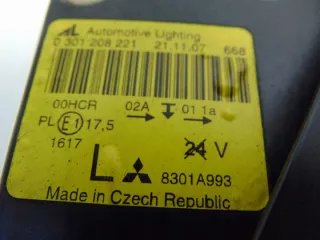 AL Automotive Lighting
0 301 208 221 21.11.07 668
00HCR 02A 01 1a
PL E1 17,5
1617
L 24 V
8301A993
Made in Czech Republic